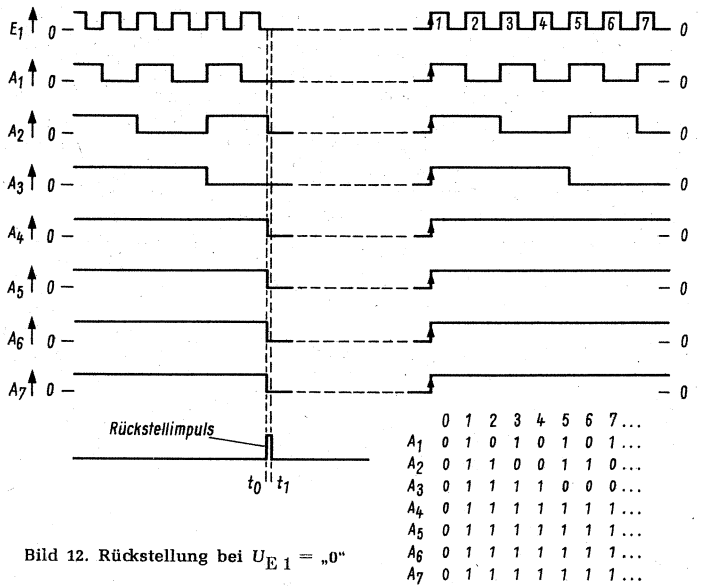 E1 0 1 2 3 4 5 6 7 0
A1 0 0
A2 0 0
A3 0 0
A4 0 0
A5 0 0
A6 0 0
A7 0 0
Rückstellimpuls
t0 t1
0 1 2 3 4 5 6 7 ...
A1 0 1 0 1 0 1 0 1 ...
A2 0 1 1 0 0 1 1 0 ...
A3 0 1 1 1 1 0 0 0 ...
A4 0 1 1 1 1 1 1 1 ...
A5 0 1 1 1 1 1 1 1 ...
A6 0 1 1 1 1 1 1 1 ...
A7 0 1 1 1 1 1 1 1 ...
Bild 12. Rückstellung bei UE 1 = „0“